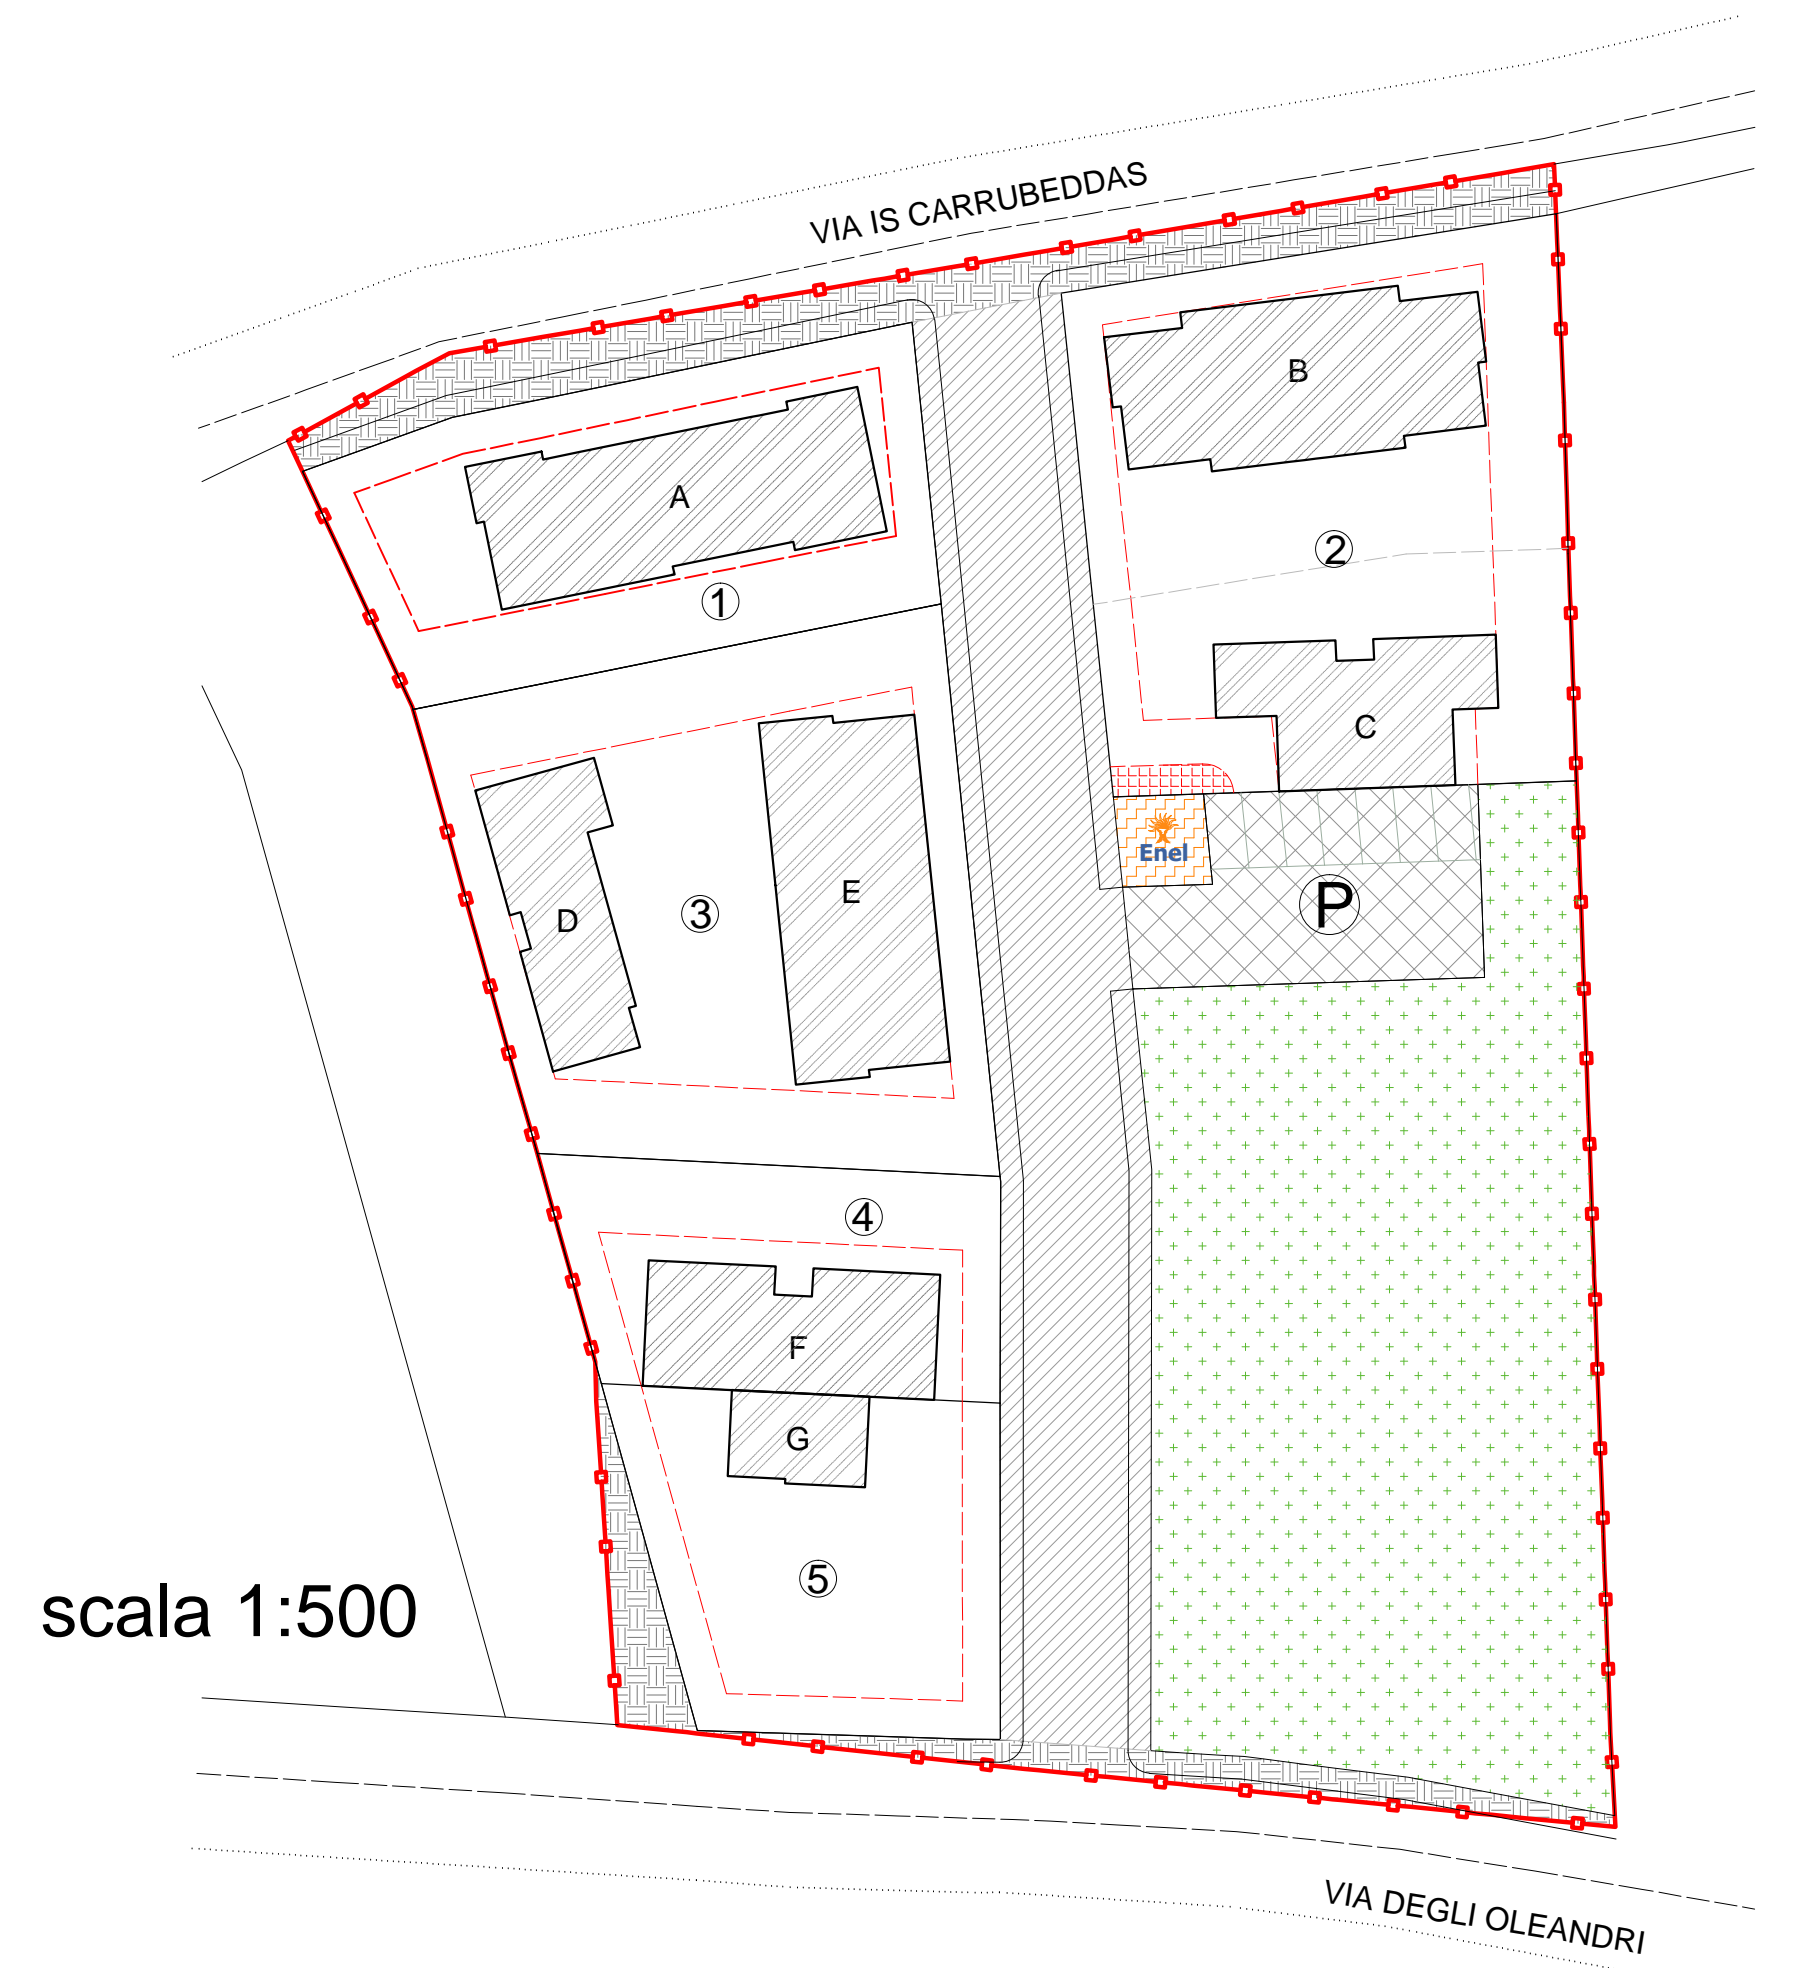 VIA IS CARRUBEDDAS
B
A
2
1
C
Enel
E
P
D
3
4
F
G
5
scala 1:500
VIA DEGLI OLEANDRI